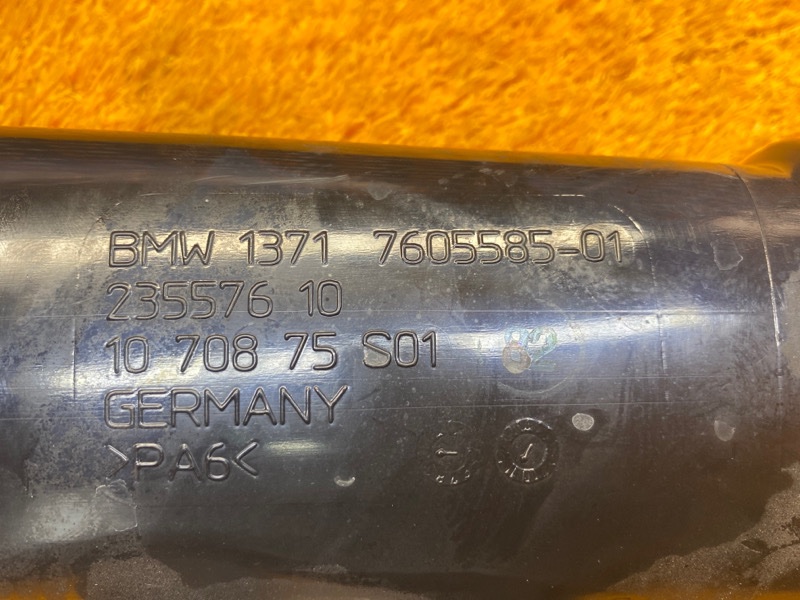 BMW 1371 7605585-01
235576 10
10 708 75 S01
GERMANY
>PA6<